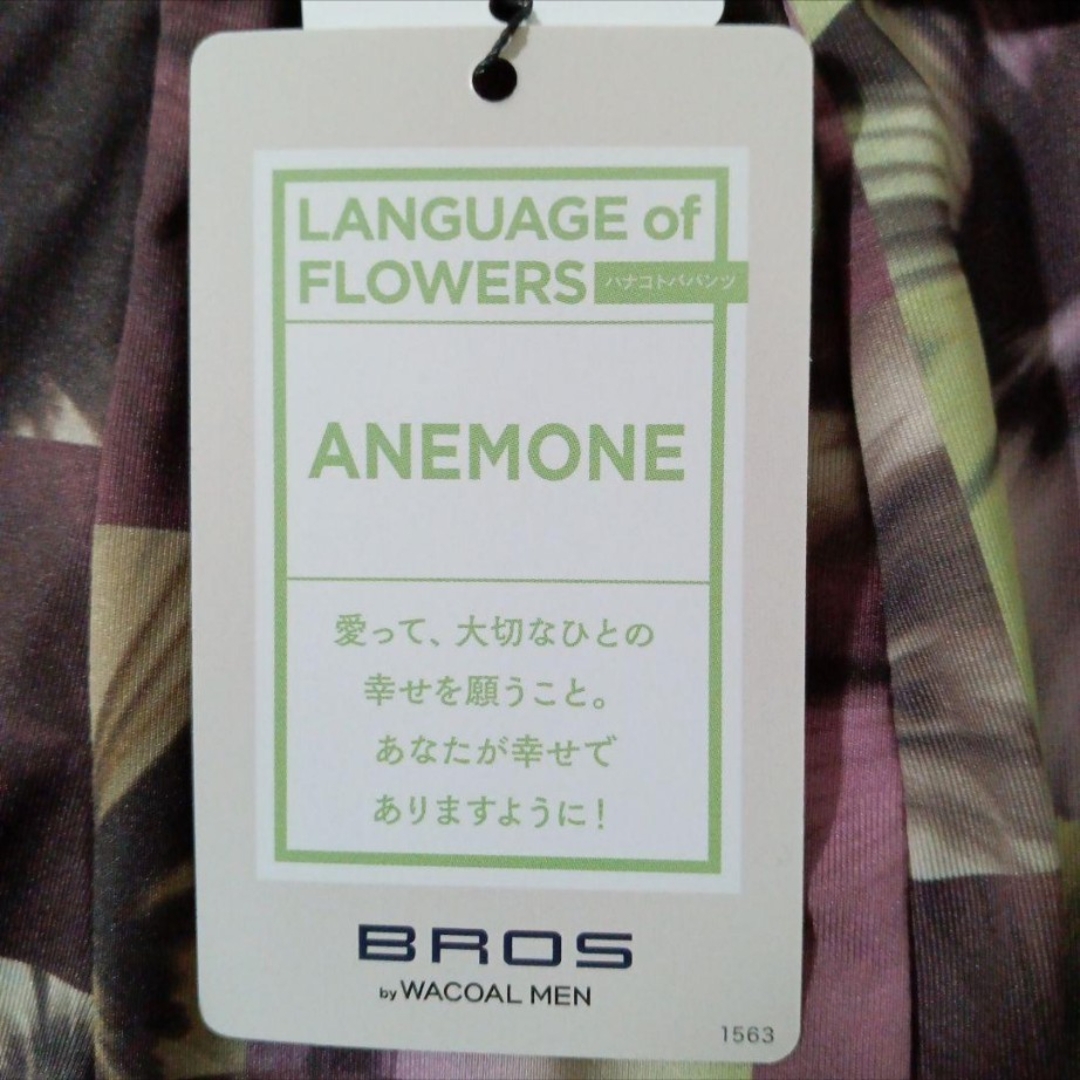 LANGUAGE of
FLOWERS ハナコトバパンツ
ANEMONE
愛って、大切なひとの
幸せを願うこと。
あなたが幸せで
ありますように！
BROS
by WACOAL MEN
1563